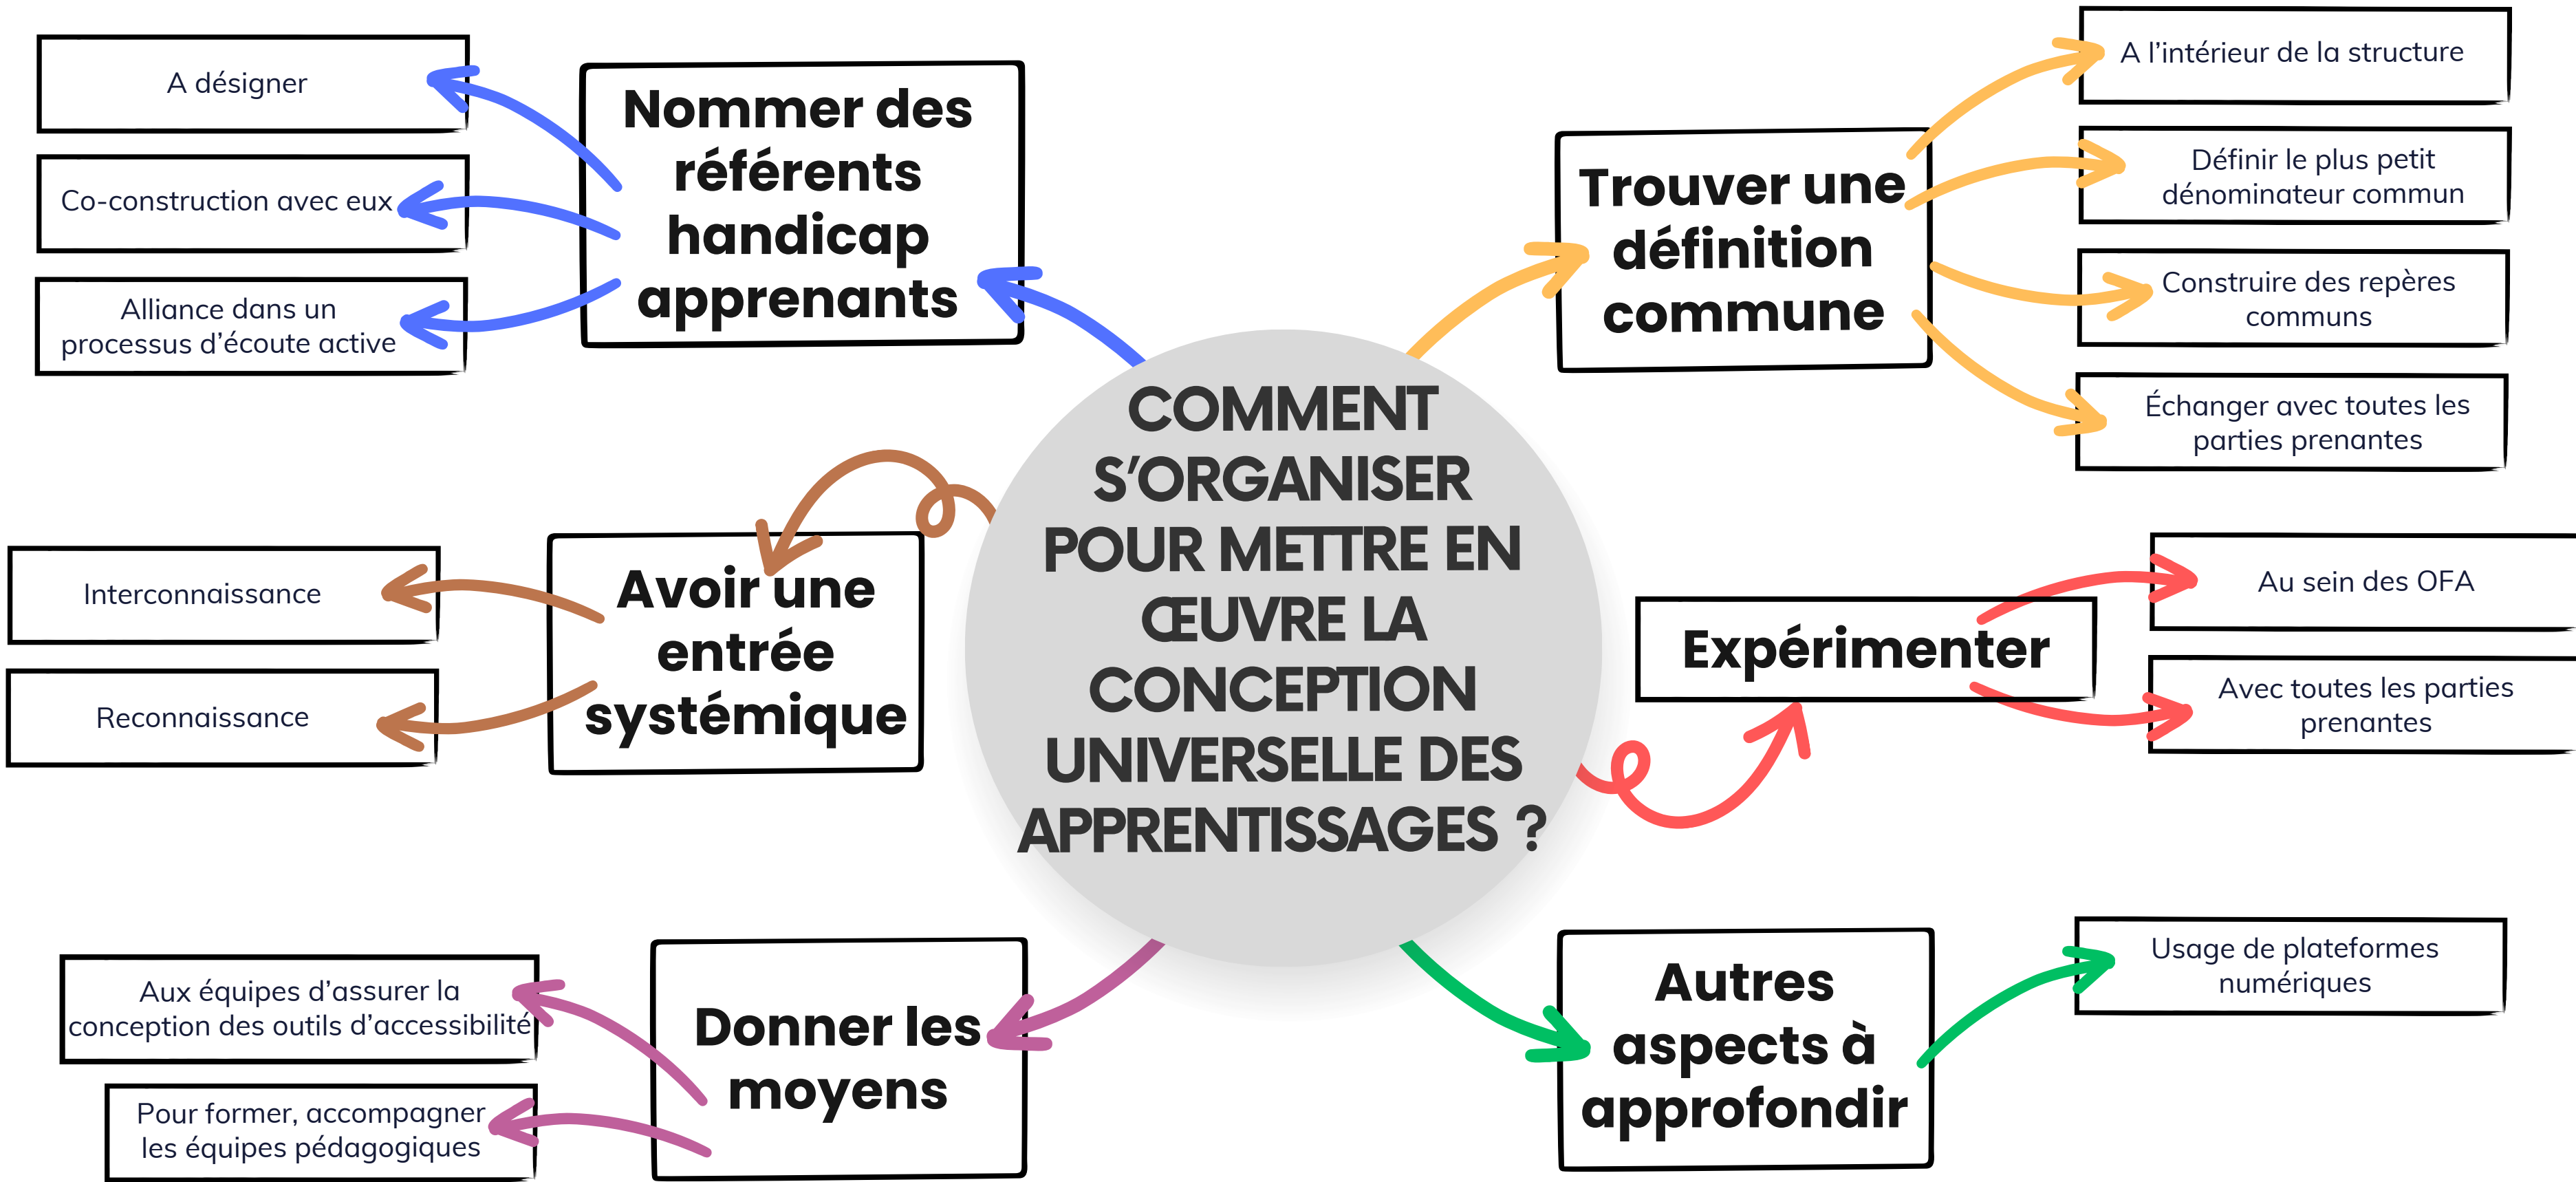 COMMENT
S'ORGANISER
POUR METTRE EN
ŒUVRE LA
CONCEPTION
UNIVERSELLE DES
APPRENTISSAGES ?
Nommer des
référents
handicap
apprenants
A désigner
Co-construction avec eux
Alliance dans un
processus d'écoute active
Avoir une
entrée
systémique
Interconnaissance
Reconnaissance
Donner les
moyens
Aux équipes d'assurer la
conception des outils d'accessibilité
Pour former, accompagner
les équipes pédagogiques
Trouver une
définition
commune
A l'intérieur de la structure
Définir le plus petit
dénominateur commun
Construire des repères
communs
Échanger avec toutes les
parties prenantes
Expérimenter
Au sein des OFA
Avec toutes les parties
prenantes
Autres
aspects à
approfondir
Usage de plateformes
numériques